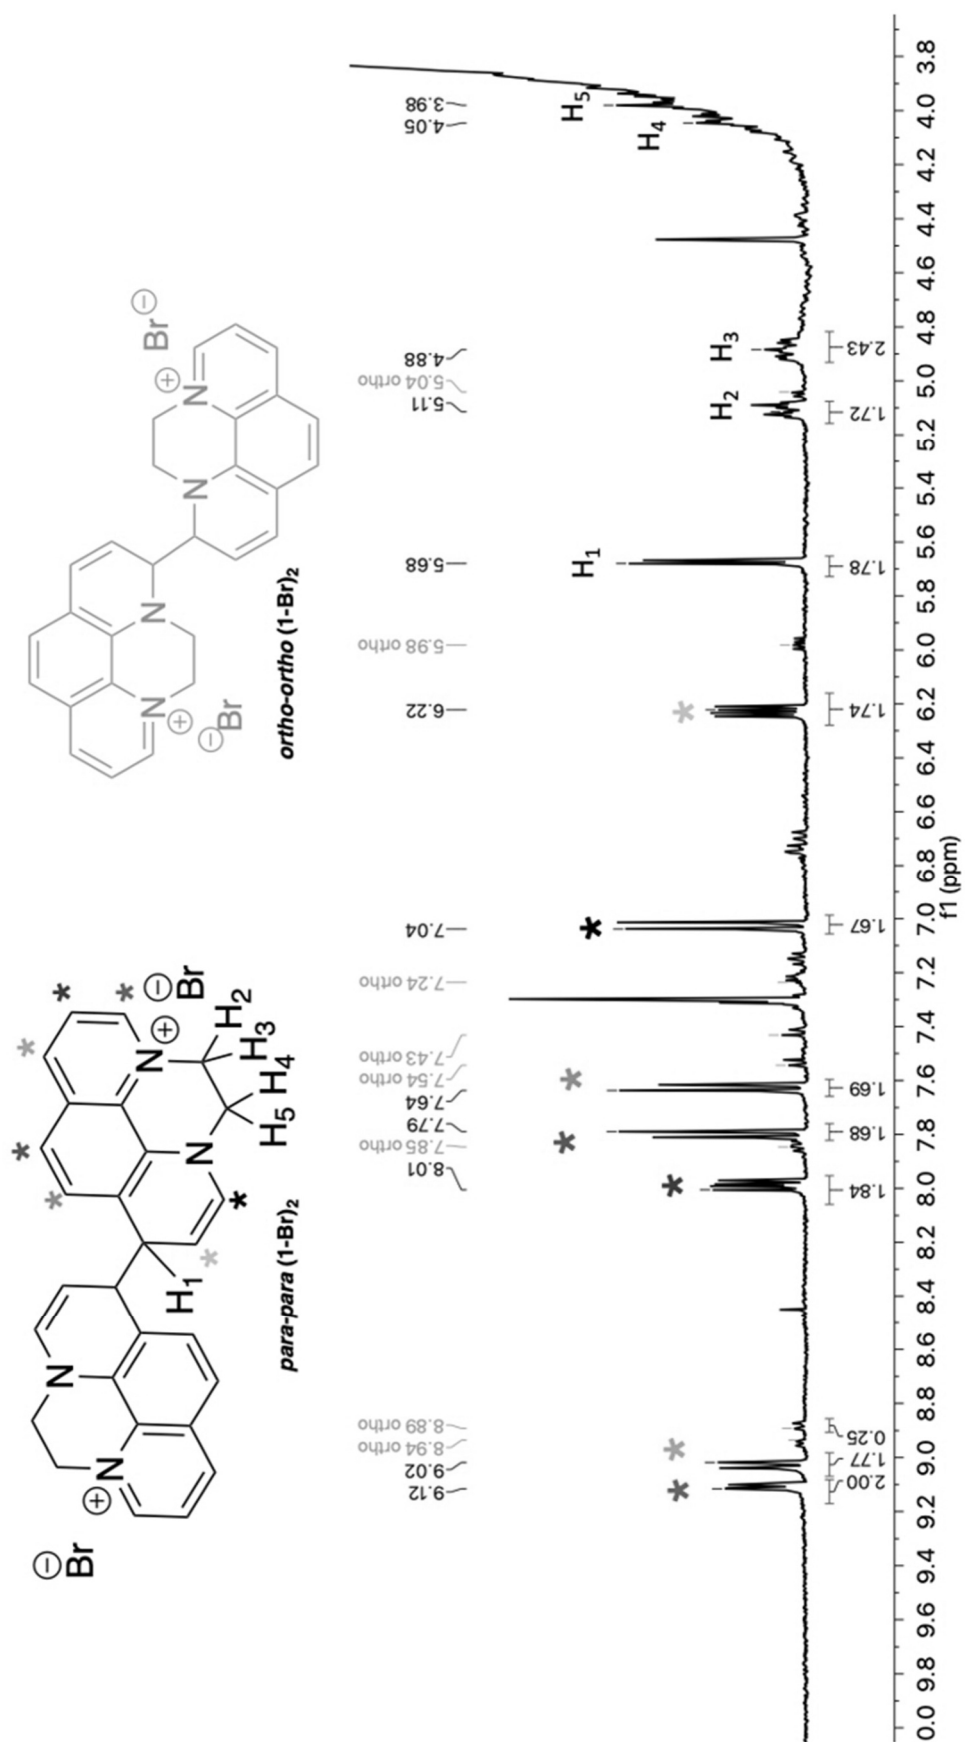 Br
Br
N
N
N
N
ortho-ortho (1-Br)2
Br
Br
N
N
N
N
H1
H2
H3
H4
H5
para-para (1-Br)2
9.12
9.02
8.94 ortho
8.89 ortho
8.01
7.85 ortho
7.79
7.64
7.54 ortho
7.43 ortho
7.24 ortho
7.04
6.22
5.98 ortho
5.68
5.11
5.04 ortho
4.88
4.05
3.98
* * * * * *
H1
H2
H3
H4
H5
2.00
1.77
0.25
1.84
1.68
1.69
1.67
1.74
1.78
1.72
2.43
0.0 9.8 9.6 9.4 9.2 9.0 8.8 8.6 8.4 8.2 8.0 7.8 7.6 7.4 7.2 7.0 6.8 6.6 6.4 6.2 6.0 5.8 5.6 5.4 5.2 5.0 4.8 4.6 4.4 4.2 4.0 3.8
f1 (ppm)